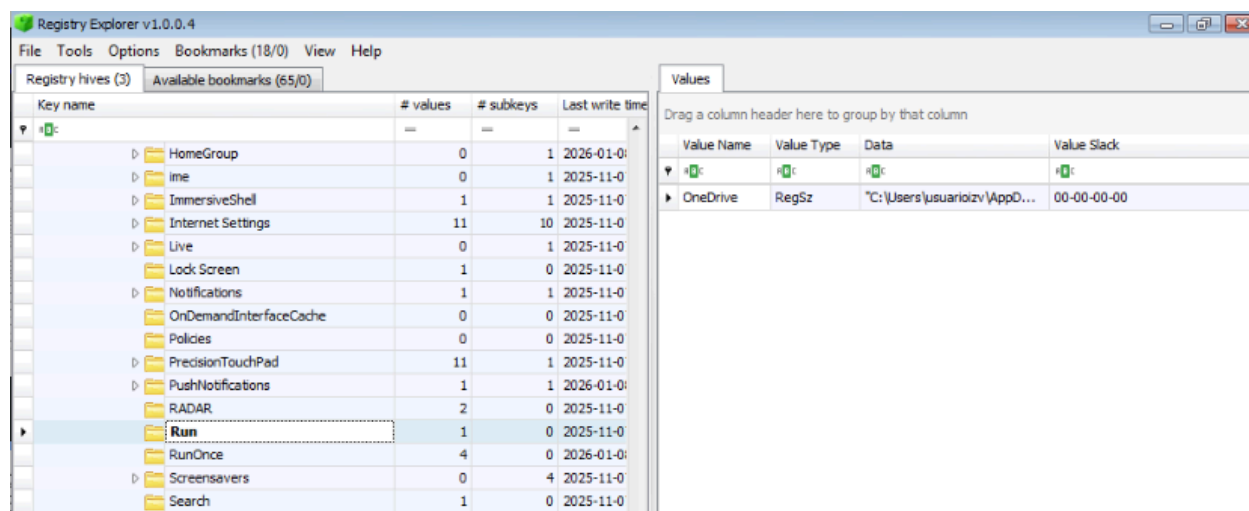 Registry Explorer v1.0.0.4
File Tools Options Bookmarks (18/0) View Help
Registry hives (3) Available bookmarks (65/0)
Key name # values # subkeys Last write time
HomeGroup 0 1 2026-01-0
ime 0 1 2025-11-0
ImmersiveShell 1 1 2025-11-0
Internet Settings 11 10 2025-11-0
Live 0 1 2025-11-0
Lock Screen 1 0 2025-11-0
Notifications 1 1 2025-11-0
OnDemandInterfaceCache 0 0 2025-11-0
Policies 0 0 2025-11-0
PrecisionTouchPad 11 1 2025-11-0
PushNotifications 1 1 2026-01-0
RADAR 2 0 2025-11-0
Run 1 0 2025-11-0
RunOnce 4 0 2026-01-0
Screensavers 0 4 2025-11-0
Search 1 0 2025-11-0
Values
Drag a column header here to group by that column
Value Name Value Type Data Value Slack
OneDrive RegSz "C:\Users\usuarioizv\AppD... 00-00-00-00